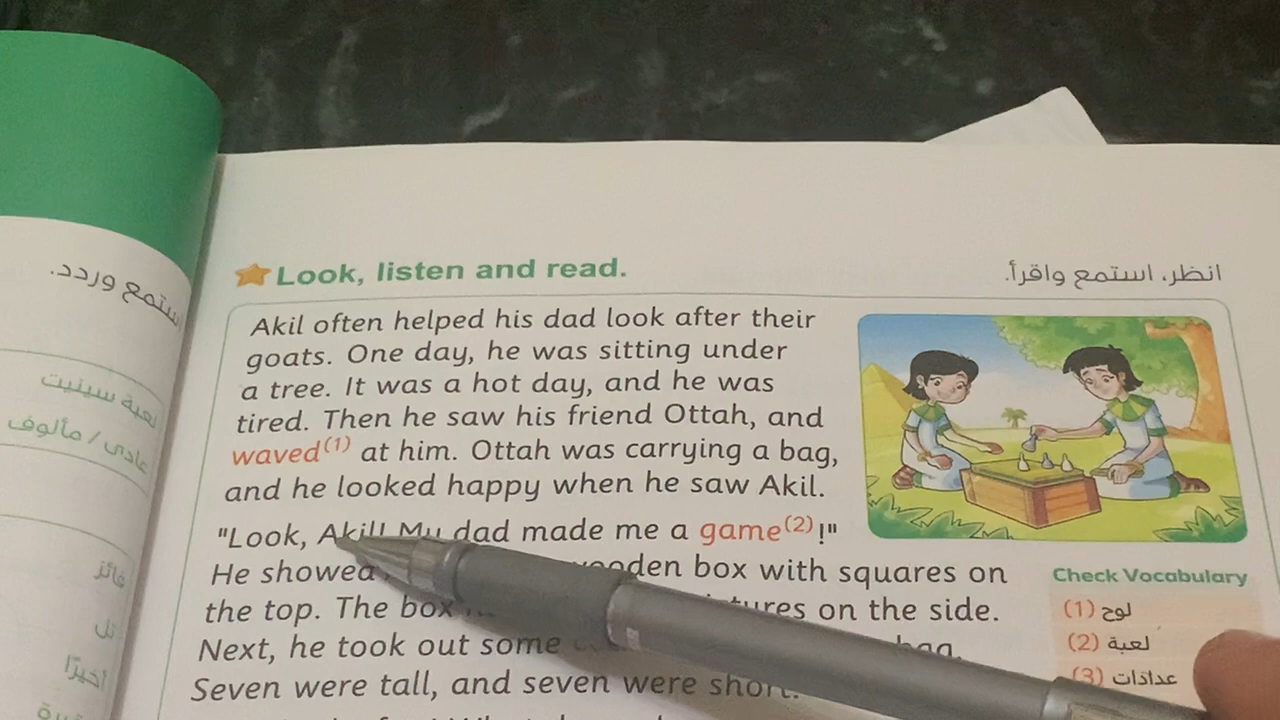 استمع وردد.
لعبة سينيت
عادى / مألوف
فائز
تل
اخيرًا
Look, listen and read.
انظر، استمع واقرأ.
Akil often helped his dad look after their
goats. One day, he was sitting under
a tree. It was a hot day, and he was
tired. Then he saw his friend Ottah, and
waved(1) at him. Ottah was carrying a bag,
and he looked happy when he saw Akil.
"Look, Akil! My dad made me a game(2)!"
He showed wooden box with squares on
the top. The box pictures on the side.
Next, he took out some bag.
Seven were tall, and seven were short.
Check Vocabulary
(1) لوح
(2) لعبة
(3) عدادات